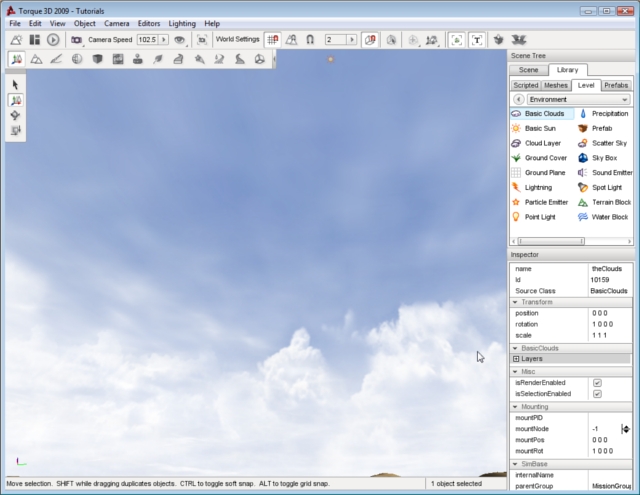 Torque 3D 2009 - Tutorials
File Edit View Object Camera Editors Lighting Help
Camera Speed 102.5 World Settings 2
T
Scene Tree
Scene Library
Scripted Meshes Level Prefabs
Environment
Basic Clouds Precipitation
Basic Sun Prefab
Cloud Layer Scatter Sky
Ground Cover Sky Box
Ground Plane Sound Emitter
Lightning Spot Light
Particle Emitter Terrain Block
Point Light Water Block
Inspector
name theClouds
Id 10159
Source Class BasicClouds
Transform
position 0 0 0
rotation 1 0 0 0
scale 1 1 1
BasicClouds
Layers
Misc
isRenderEnabled
isSelectionEnabled
Mounting
mountPID
mountNode -1
mountPos 0 0 0
mountRot 1 0 0 0
SimBase
internalName
parentGroup MissionGroup
Move selection. SHIFT while dragging duplicates objects. CTRL to toggle soft snap. ALT to toggle grid snap. 1 object selected